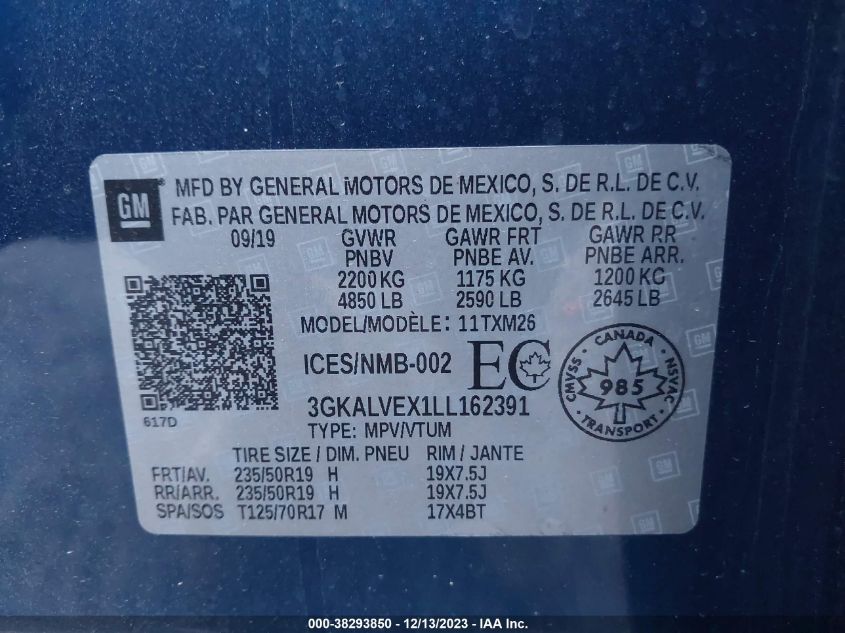 GM
MFD BY GENERAL MOTORS DE MEXICO, S. DE R.L. DE C.V.
FAB. PAR GENERAL MOTORS DE MEXICO, S. DE R.L. DE C.V.
09/19 GVWR GAWR FRT GAWR RR
PNBV PNBE AV. PNBE ARR.
2200 KG 1175 KG 1200 KG
4850 LB 2590 LB 2645 LB
MODEL/MODÈLE: 11TXM26
ICES/NMB-002 EC
CANADA
CMVSS 985 NSVAC
TRANSPORT
617D
3GKALVEX1LL162391
TYPE: MPV/VTUM
TIRE SIZE / DIM. PNEU RIM / JANTE
FRT/AV. 235/50R19 H 19X7.5J
RR/ARR. 235/50R19 H 19X7.5J
SPA/SOS T125/70R17 M 17X4BT
000-38293850 - 12/13/2023 - IAA Inc.